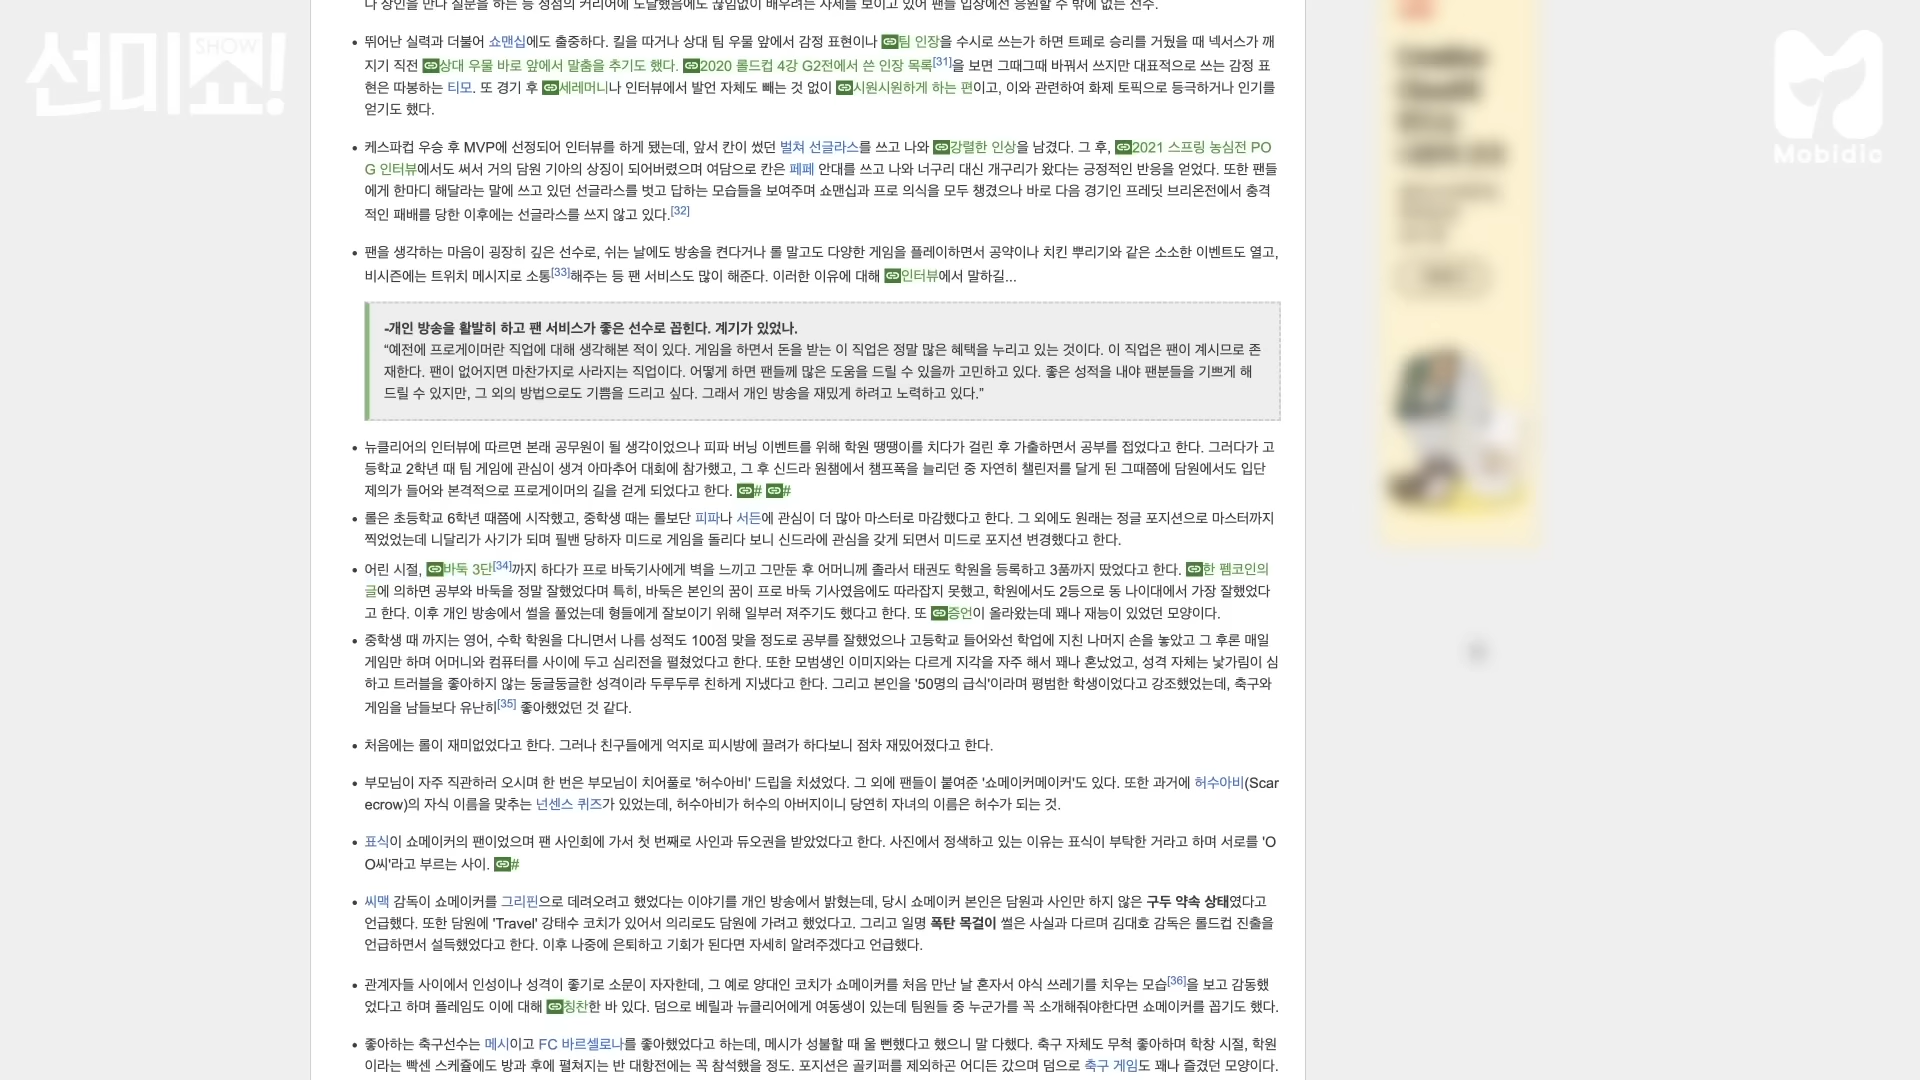 나 장인을 만나 질문을 하는 등 정점의 커리어에 도달했음에도 끊임없이 배우려는 자세를 보이고 있어 팬들 입장에선 응원할 수 밖에 없는 선수.
선미쇼!
SHOW
Mobidic
• 뛰어난 실력과 더불어 쇼맨십에도 출중하다. 킬을 따거나 상대 팀 우물 앞에서 감정 표현이나 팀 인장을 수시로 쓰는가 하면 트페로 승리를 거뒀을 때 넥서스가 깨
지기 직전 상대 우물 바로 앞에서 말춤을 추기도 했다. 2020 롤드컵 4강 G2전에서 쓴 인장 목록[31]을 보면 그때그때 바꿔서 쓰지만 대표적으로 쓰는 감정 표
현은 따봉하는 티모. 또 경기 후 세레머니나 인터뷰에서 발언 자체도 빼는 것 없이 시원시원하게 하는 편이고, 이와 관련하여 화제 토픽으로 등극하거나 인기를
얻기도 했다.
• 케스파컵 우승 후 MVP에 선정되어 인터뷰를 하게 됐는데, 앞서 칸이 썼던 벌쳐 선글라스를 쓰고 나와 강렬한 인상을 남겼다. 그 후, 2021 스프링 농심전 PO
G 인터뷰에서도 써서 거의 담원 기아의 상징이 되어버렸으며 여담으로 칸은 페페 안대를 쓰고 나와 너구리 대신 개구리가 왔다는 긍정적인 반응을 얻었다. 또한 팬들
에게 한마디 해달라는 말에 쓰고 있던 선글라스를 벗고 답하는 모습들을 보여주며 쇼맨십과 프로 의식을 모두 챙겼으나 바로 다음 경기인 프레딧 브리온전에서 충격
적인 패배를 당한 이후에는 선글라스를 쓰지 않고 있다.[32]
• 팬을 생각하는 마음이 굉장히 깊은 선수로, 쉬는 날에도 방송을 켠다거나 롤 말고도 다양한 게임을 플레이하면서 공약이나 치킨 뿌리기와 같은 소소한 이벤트도 열고,
비시즌에는 트위치 메시지로 소통[33]해주는 등 팬 서비스도 많이 해준다. 이러한 이유에 대해 인터뷰에서 말하길...
-개인 방송을 활발히 하고 팬 서비스가 좋은 선수로 꼽힌다. 계기가 있었나.
“예전에 프로게이머란 직업에 대해 생각해본 적이 있다. 게임을 하면서 돈을 받는 이 직업은 정말 많은 혜택을 누리고 있는 것이다. 이 직업은 팬이 계시므로 존
재한다. 팬이 없어지면 마찬가지로 사라지는 직업이다. 어떻게 하면 팬들께 많은 도움을 드릴 수 있을까 고민하고 있다. 좋은 성적을 내야 팬분들을 기쁘게 해
드릴 수 있지만, 그 외의 방법으로도 기쁨을 드리고 싶다. 그래서 개인 방송을 재밌게 하려고 노력하고 있다.”
• 뉴클리어의 인터뷰에 따르면 본래 공무원이 될 생각이었으나 피파 버닝 이벤트를 위해 학원 땡땡이를 치다가 걸린 후 가출하면서 공부를 접었다고 한다. 그러다가 고
등학교 2학년 때 팀 게임에 관심이 생겨 아마추어 대회에 참가했고, 그 후 신드라 원챔에서 챔프폭을 늘리던 중 자연히 챌린저를 달게 된 그때쯤에 담원에서도 입단
제의가 들어와 본격적으로 프로게이머의 길을 걷게 되었다고 한다. # #
• 롤은 초등학교 6학년 때쯤에 시작했고, 중학생 때는 롤보단 피파나 서든에 관심이 더 많아 마스터로 마감했다고 한다. 그 외에도 원래는 정글 포지션으로 마스터까지
찍었었는데 니달리가 사기가 되며 필밴 당하자 미드로 게임을 돌리다 보니 신드라에 관심을 갖게 되면서 미드로 포지션 변경했다고 한다.
• 어린 시절, 바둑 3단[34]까지 하다가 프로 바둑기사에게 벽을 느끼고 그만둔 후 어머니께 졸라서 태권도 학원을 등록하고 3품까지 땄었다고 한다. 한 펨코인의
글에 의하면 공부와 바둑을 정말 잘했었다며 특히, 바둑은 본인의 꿈이 프로 바둑 기사였음에도 따라잡지 못했고, 학원에서도 2등으로 동 나이대에서 가장 잘했었다
고 한다. 이후 개인 방송에서 썰을 풀었는데 형들에게 잘보이기 위해 일부러 져주기도 했다고 한다. 또 증언이 올라왔는데 꽤나 재능이 있었던 모양이다.
• 중학생 때 까지는 영어, 수학 학원을 다니면서 나름 성적도 100점 맞을 정도로 공부를 잘했었으나 고등학교 들어와선 학업에 지친 나머지 손을 놓았고 그 후론 매일
게임만 하며 어머니와 컴퓨터를 사이에 두고 심리전을 펼쳤었다고 한다. 또한 모범생인 이미지와는 다르게 지각을 자주 해서 꽤나 혼났었고, 성격 자체는 낯가림이 심
하고 트러블을 좋아하지 않는 둥글둥글한 성격이라 두루두루 친하게 지냈다고 한다. 그리고 본인을 '50명의 급식'이라며 평범한 학생이었다고 강조했었는데, 축구와
게임을 남들보다 유난히[35] 좋아했었던 것 같다.
• 처음에는 롤이 재미없었다고 한다. 그러나 친구들에게 억지로 피시방에 끌려가 하다보니 점차 재밌어졌다고 한다.
• 부모님이 자주 직관하러 오시며 한 번은 부모님이 치어풀로 '허수아비' 드립을 치셨었다. 그 외에 팬들이 붙여준 '쇼메이커메이커'도 있다. 또한 과거에 허수아비(Scar
ecrow)의 자식 이름을 맞추는 넌센스 퀴즈가 있었는데, 허수아비가 허수의 아버지이니 당연히 자녀의 이름은 허수가 되는 것.
• 표식이 쇼메이커의 팬이었으며 팬 사인회에 가서 첫 번째로 사인과 듀오권을 받았었다고 한다. 사진에서 정색하고 있는 이유는 표식이 부탁한 거라고 하며 서로를 'O
O씨'라고 부르는 사이. #
• 씨맥 감독이 쇼메이커를 그리핀으로 데려오려고 했었다는 이야기를 개인 방송에서 밝혔는데, 당시 쇼메이커 본인은 담원과 사인만 하지 않은 구두 약속 상태였다고
언급했다. 또한 담원에 'Travel' 강태수 코치가 있어서 의리로도 담원에 가려고 했었다고. 그리고 일명 폭탄 목걸이 썰은 사실과 다르며 김대호 감독은 롤드컵 진출을
언급하면서 설득했었다고 한다. 이후 나중에 은퇴하고 기회가 된다면 자세히 알려주겠다고 언급했다.
• 관계자들 사이에서 인성이나 성격이 좋기로 소문이 자자한데, 그 예로 양대인 코치가 쇼메이커를 처음 만난 날 혼자서 야식 쓰레기를 치우는 모습[36]을 보고 감동했
었다고 하며 플레임도 이에 대해 칭찬한 바 있다. 덤으로 베릴과 뉴클리어에게 여동생이 있는데 팀원들 중 누군가를 꼭 소개해줘야한다면 쇼메이커를 꼽기도 했다.
• 좋아하는 축구선수는 메시이고 FC 바르셀로나를 좋아했었다고 하는데, 메시가 성불할 때 울 뻔했다고 했으니 말 다했다. 축구 자체도 무척 좋아하며 학창 시절, 학원
이라는 빡센 스케쥴에도 방과 후에 펼쳐지는 반 대항전에는 꼭 참석했을 정도. 포지션은 골키퍼를 제외하곤 어디든 갔으며 덤으로 축구 게임도 꽤나 즐겼던 모양이다.